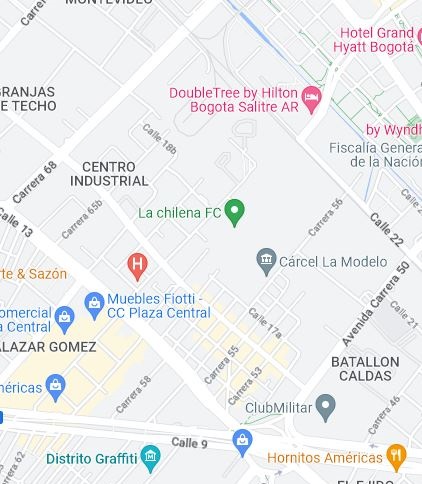 MONTEVIDEO
Carrera
Hotel Grand
Hyatt Bogotá
GRANJAS
E TECHO
DoubleTree by Hilton
Bogota Salitre AR
by Wyndh
Fiscalía Genera
de la Nación
Calle 18b
Carrera 68
CENTRO
INDUSTRIAL
Carrera 65b
La chilena FC
Carrera 56
Calle 22
Calle 13
Cárcel La Modelo
rte & Sazón
Avenida Carrera 50
Muebles Fiotti -
CC Plaza Central
omercial
a Central
Calle 17a
Calle 21
ALAZAR GOMEZ
Carrera 55
BATALLON
CALDAS
Carrera 58
Carrera 53
méricas
ClubMilitar
Carrera 46
Calle 9
Distrito Graffiti
Hornitos Américas
Carrera 62
EL EJIDO